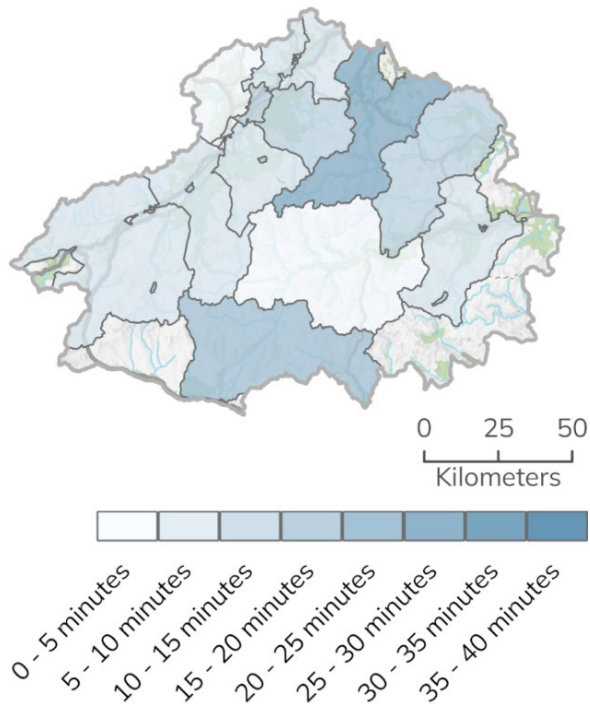 0 25 50
Kilometers
0 - 5 minutes
5 - 10 minutes
10 - 15 minutes
15 - 20 minutes
20 - 25 minutes
25 - 30 minutes
30 - 35 minutes
35 - 40 minutes